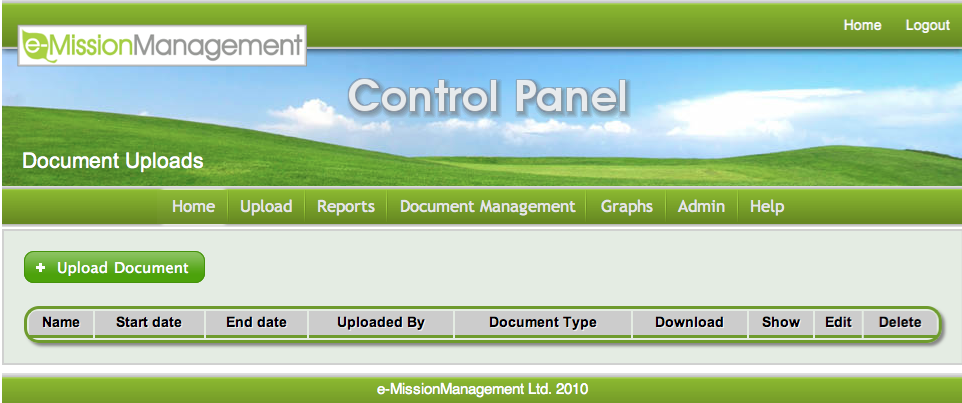 Home Logout
e-MissionManagement
Control Panel
Document Uploads
Home Upload Reports Document Management Graphs Admin Help
+ Upload Document
Name Start date End date Uploaded By Document Type Download Show Edit Delete
e-MissionManagement Ltd. 2010